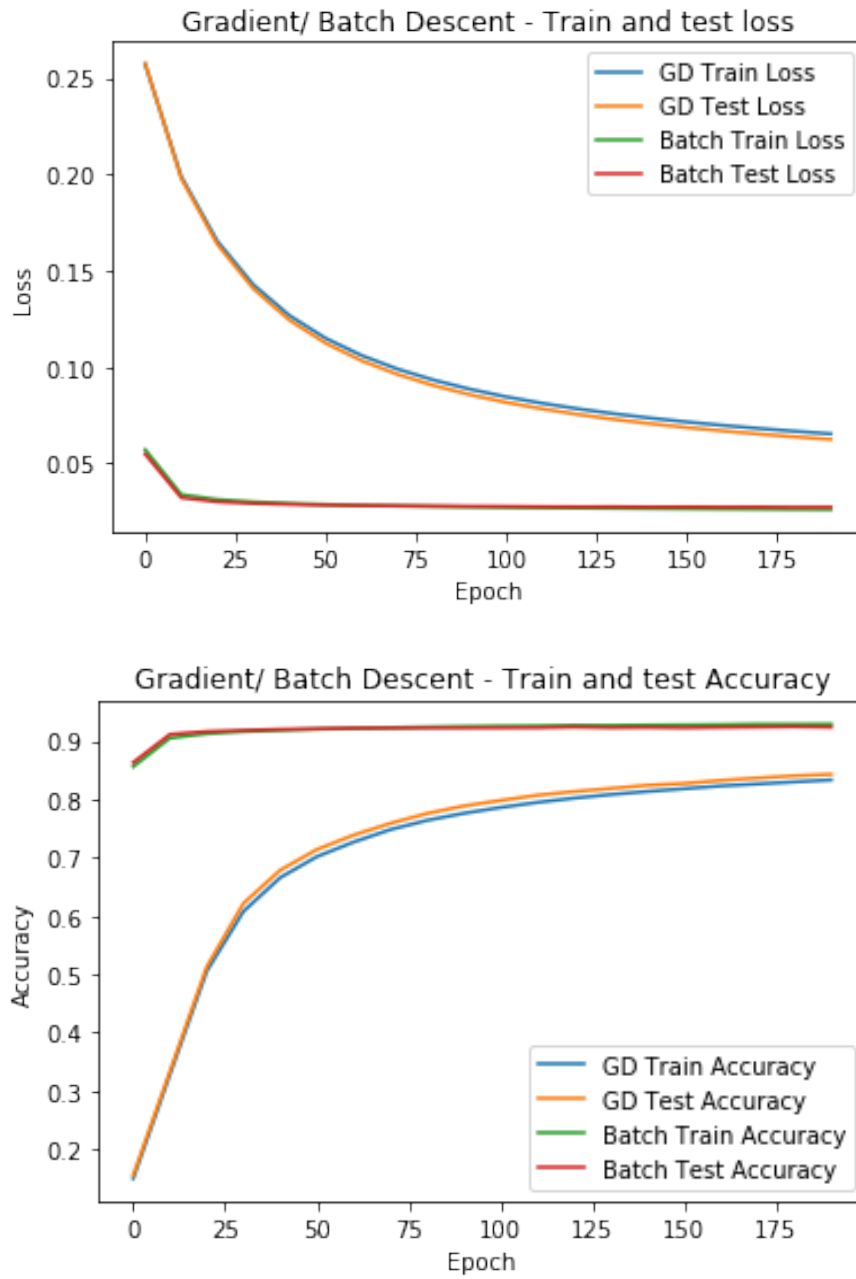 Gradient/ Batch Descent - Train and test loss
0.25
0.20
0.15
0.10
0.05
Loss
GD Train Loss
GD Test Loss
Batch Train Loss
Batch Test Loss
0 25 50 75 100 125 150 175
Epoch
Gradient/ Batch Descent - Train and test Accuracy
0.9
0.8
0.7
0.6
0.5
0.4
0.3
0.2
Accuracy
GD Train Accuracy
GD Test Accuracy
Batch Train Accuracy
Batch Test Accuracy
0 25 50 75 100 125 150 175
Epoch